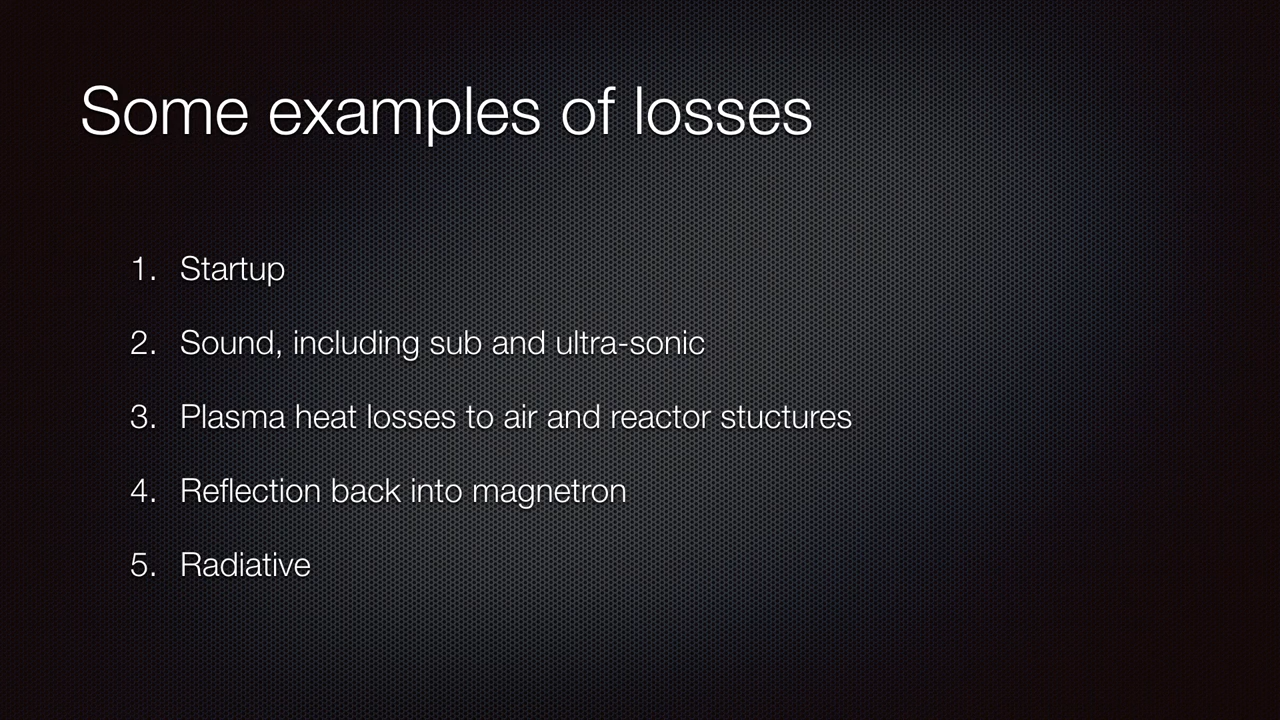 Some examples of losses
1. Startup
2. Sound, including sub and ultra-sonic
3. Plasma heat losses to air and reactor stuctures
4. Reflection back into magnetron
5. Radiative